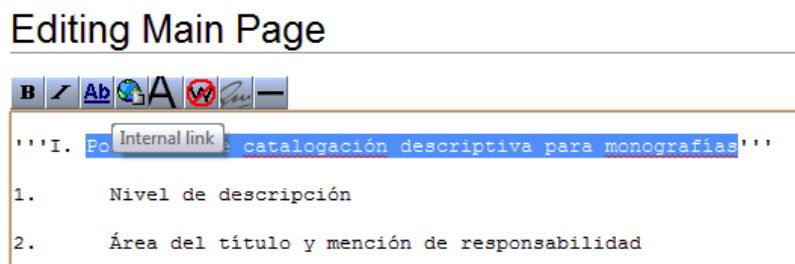 Editing Main Page
B I Ab A W
Internal link
'''I. Po catalogación descriptiva para monografías'''
1. Nivel de descripción
2. Área del título y mención de responsabilidad